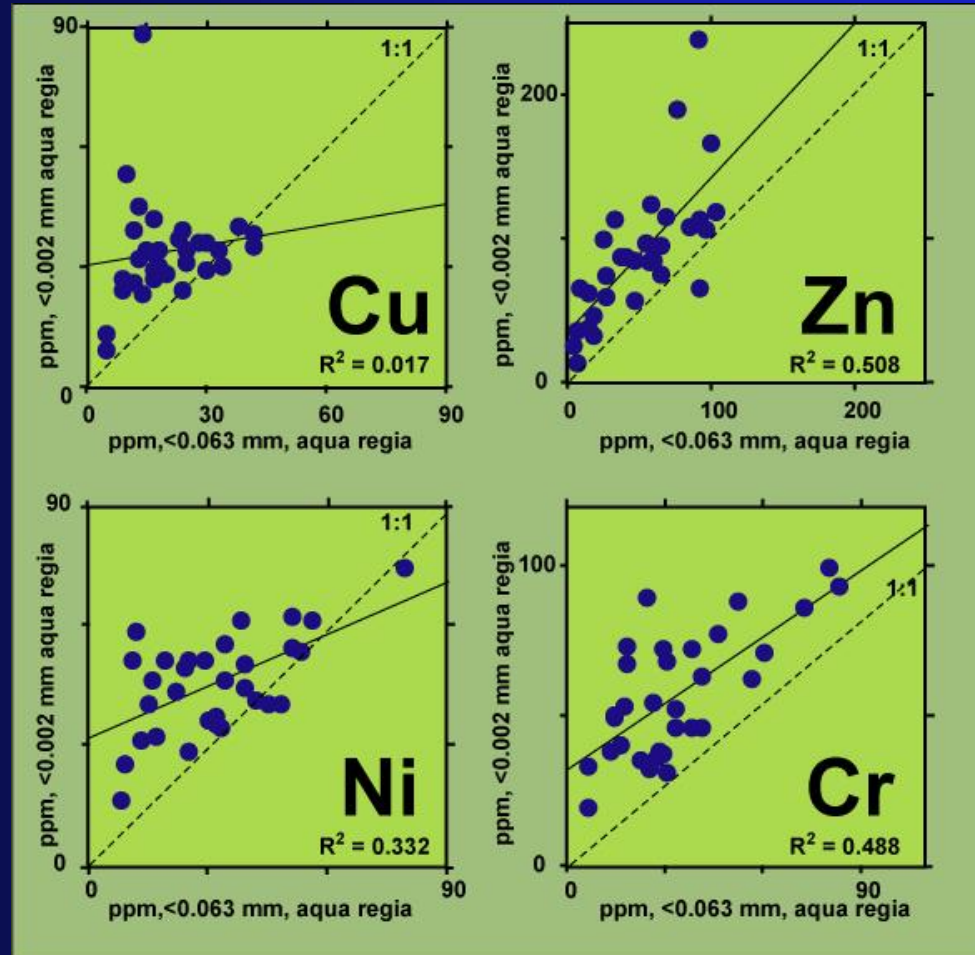 90
1:1
ppm, <0.002 mm aqua regia
Cu
R² = 0.017
0
0 30 60 90
ppm,<0.063 mm, aqua regia
1:1
200
ppm, <0.002 mm aqua regia
Zn
R² = 0.508
0
0 100 200
ppm, <0.063 mm, aqua regia
90
1:1
ppm, <0.002 mm aqua regia
Ni
R² = 0.332
0
0 90
ppm,<0.063 mm, aqua regia
100
1:1
ppm, <0.002 mm aqua regia
Cr
R² = 0.488
0
0 90
ppm, <0.063 mm, aqua regia